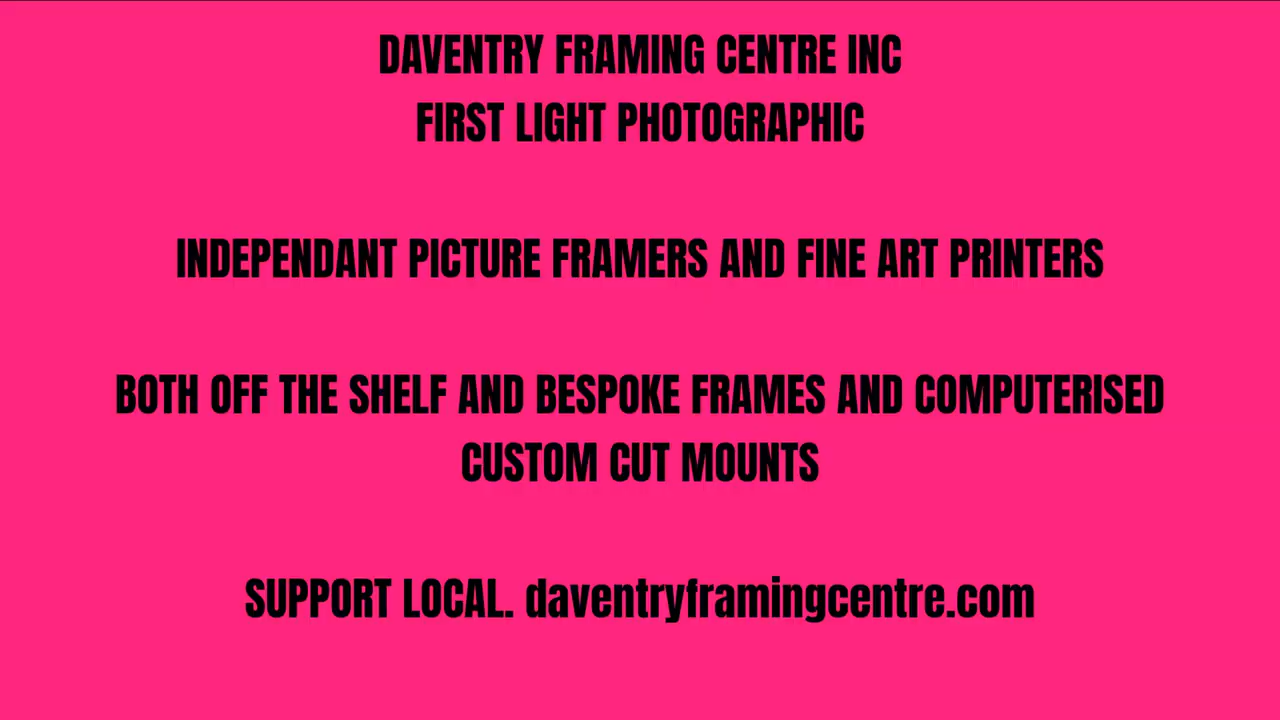 DAVENTRY FRAMING CENTRE INC
FIRST LIGHT PHOTOGRAPHIC
INDEPENDANT PICTURE FRAMERS AND FINE ART PRINTERS
BOTH OFF THE SHELF AND BESPOKE FRAMES AND COMPUTERISED
CUSTOM CUT MOUNTS
SUPPORT LOCAL. daventryframingcentre.com